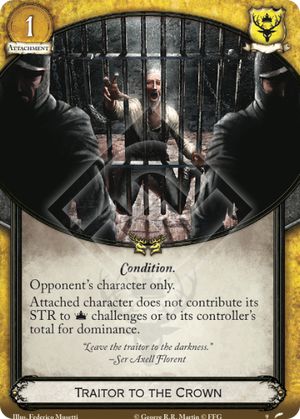 1
ATTACHMENT
Condition.
Opponent's character only.
Attached character does not contribute its
STR to challenges or to its controller's
total for dominance.
"Leave the traitor to the darkness."
–Ser Axell Florent
TRAITOR TO THE CROWN
Illus. Federico Musetti © George R.R. Martin © FFG